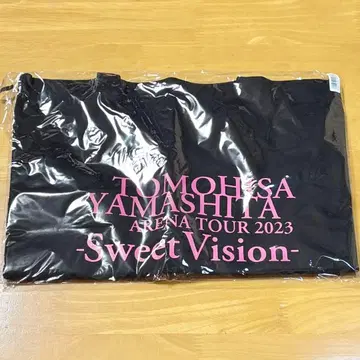 TOMOHISA
YAMASHITA
ARENA TOUR 2023
-Sweet Vision-